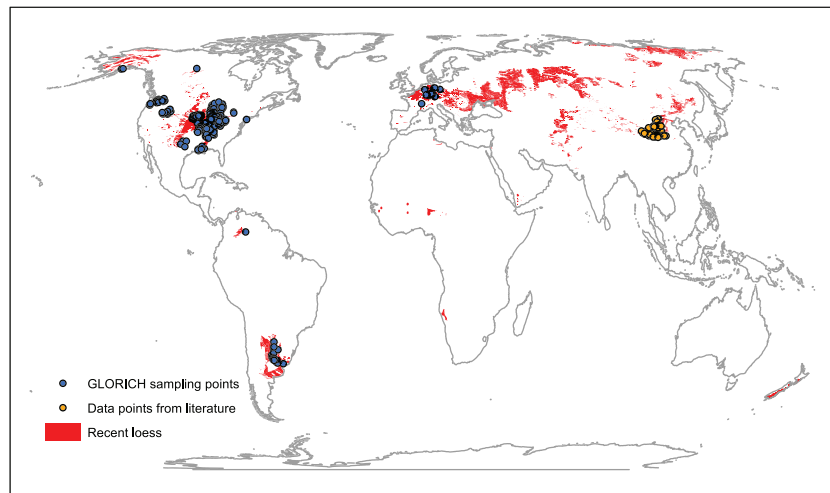 GLORICH sampling points
Data points from literature
Recent loess